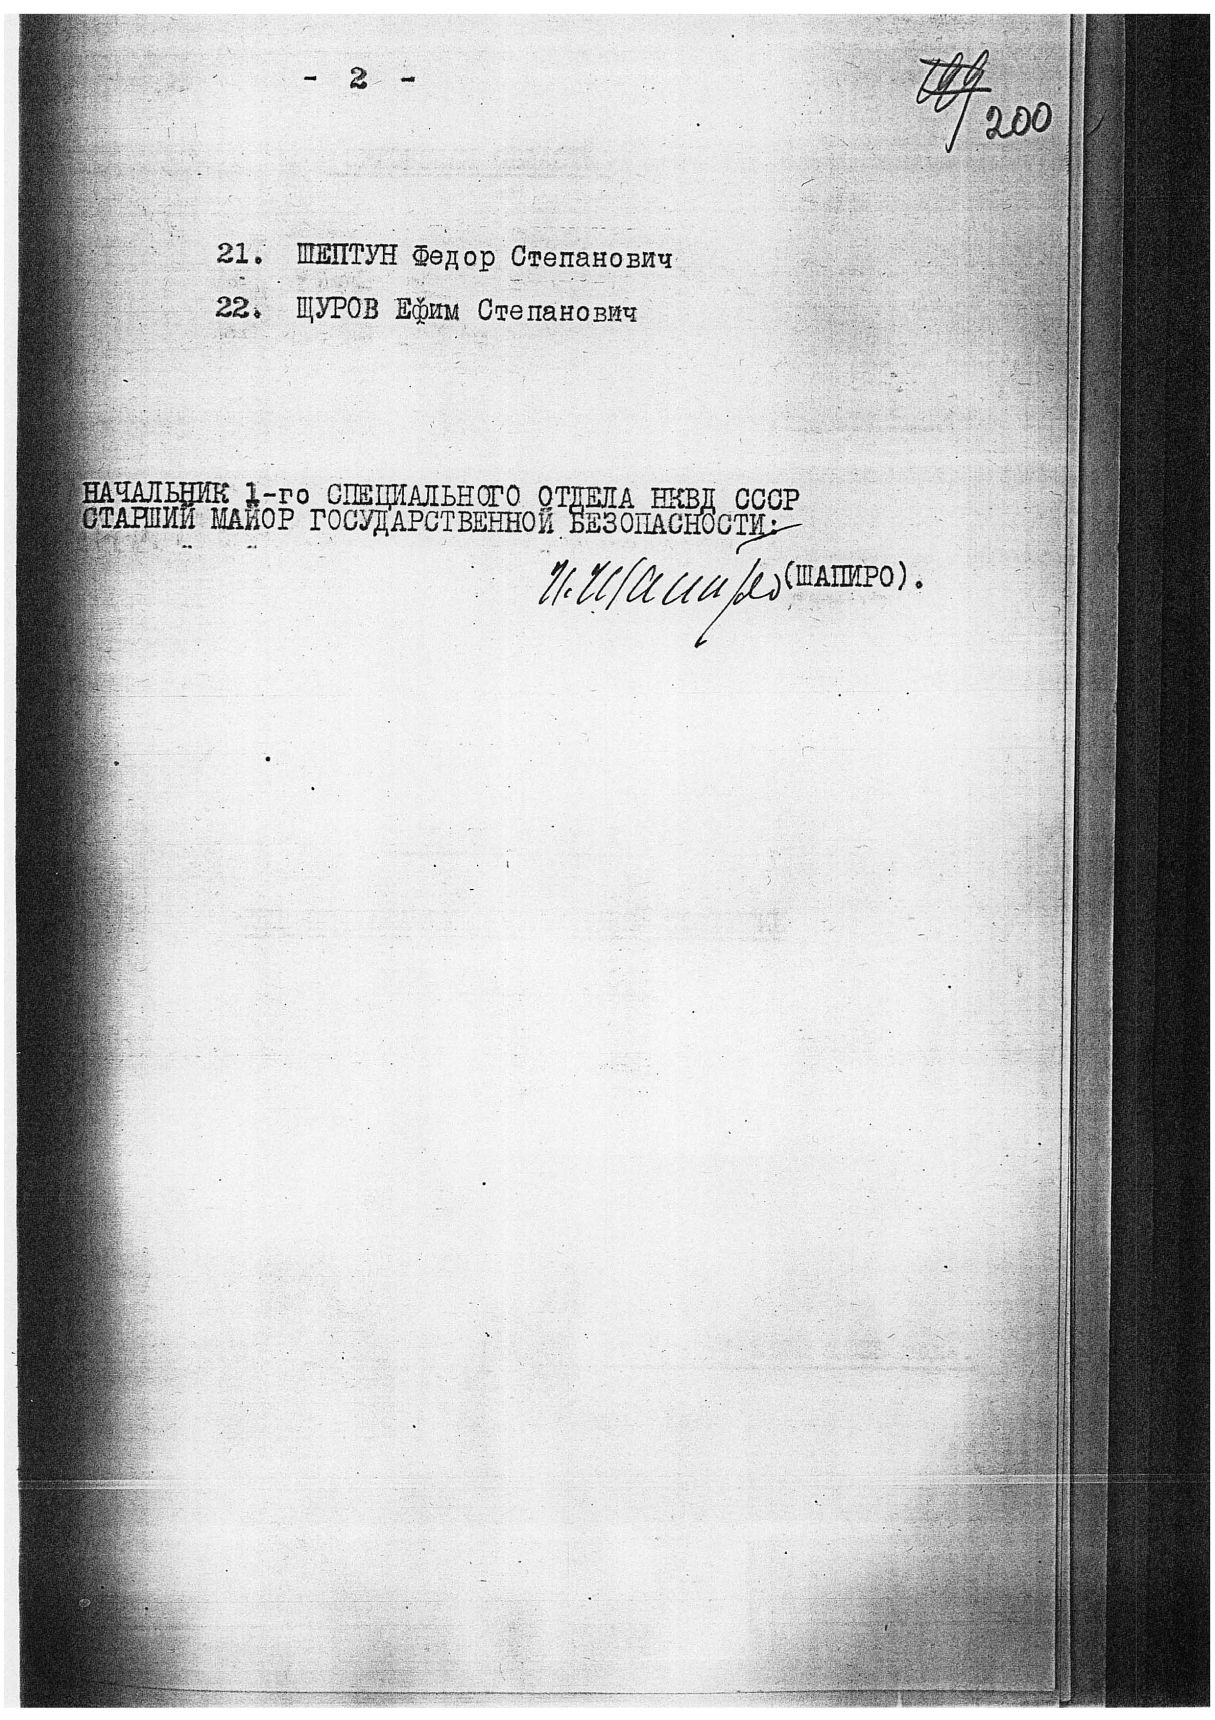 - 2 -
199
200
21. ШЕПТУН Федор Степанович
22. ЩУРОВ Ефим Степанович
НАЧАЛЬНИК 1-го СПЕЦИАЛЬНОГО ОТДЕЛА НКВД СССР
СТАРШИЙ МАЙОР ГОСУДАРСТВЕННОЙ БЕЗОПАСНОСТИ:
И. Шапиро (ШАПИРО).